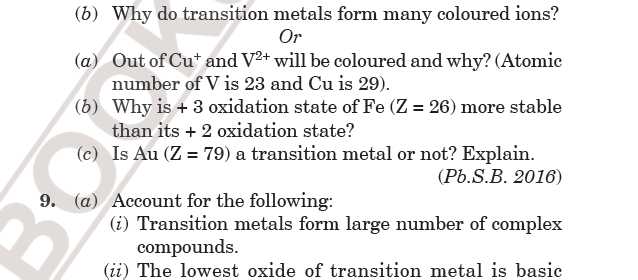 (b) Why do transition metals form many coloured ions?
Or
(a) Out of Cu⁺ and V²⁺ will be coloured and why? (Atomic
number of V is 23 and Cu is 29).
(b) Why is + 3 oxidation state of Fe (Z = 26) more stable
than its + 2 oxidation state?
(c) Is Au (Z = 79) a transition metal or not? Explain.
(Pb.S.B. 2016)
9. (a) Account for the following:
(i) Transition metals form large number of complex
compounds.
(ii) The lowest oxide of transition metal is basic
BOOK